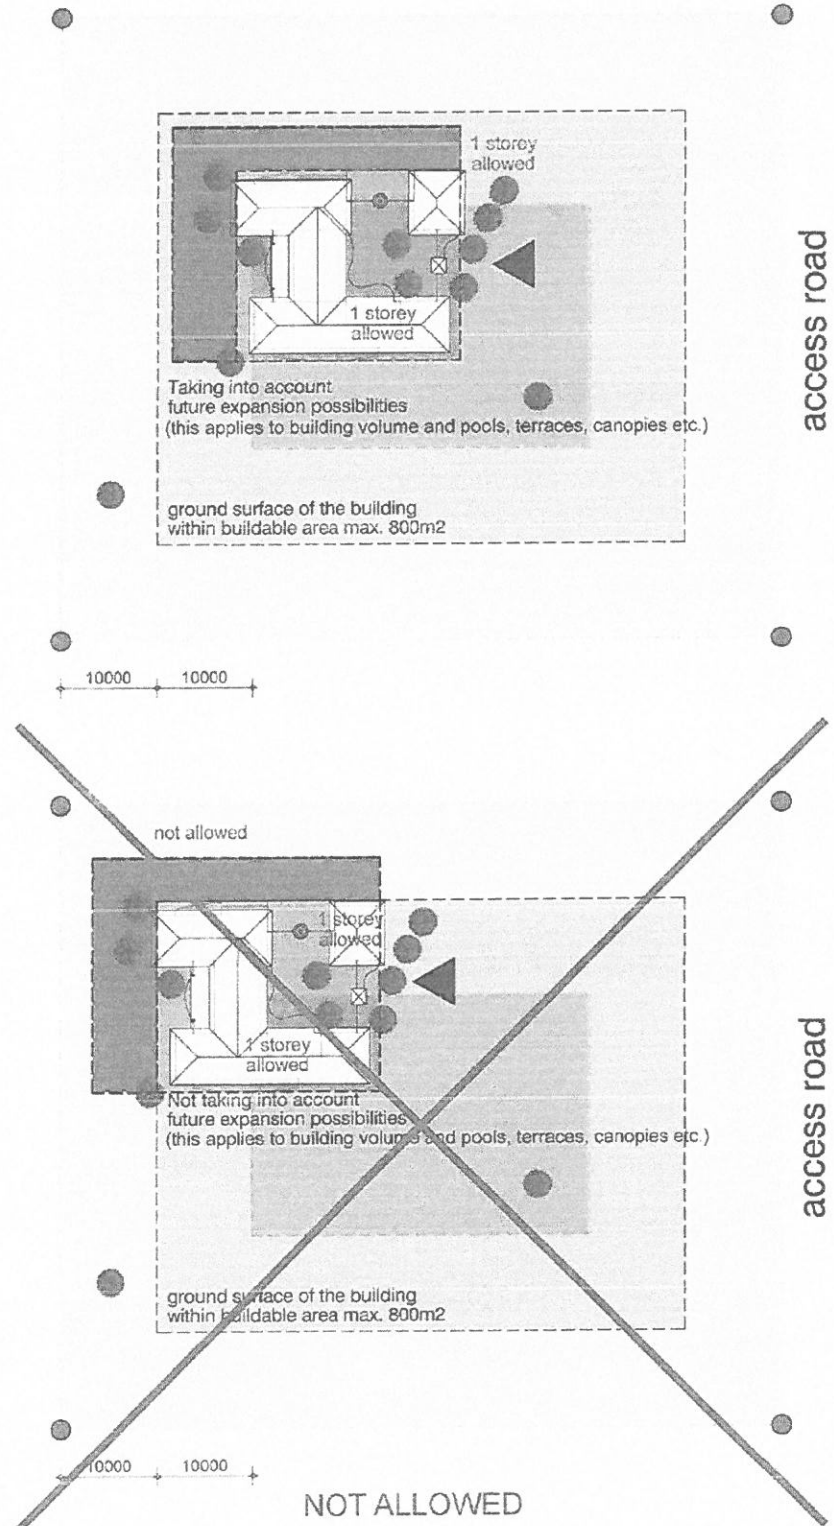 1 storey
allowed
access road
1 storey
allowed
Taking into account
future expansion possibilities
(this applies to building volume and pools, terraces, canopies etc.)
ground surface of the building
within buildable area max. 800m2
10000 10000
not allowed
1 storey
allowed
access road
1 storey
allowed
Not taking into account
future expansion possibilities
(this applies to building volume and pools, terraces, canopies etc.)
ground surface of the building
within buildable area max. 800m2
10000 10000
NOT ALLOWED